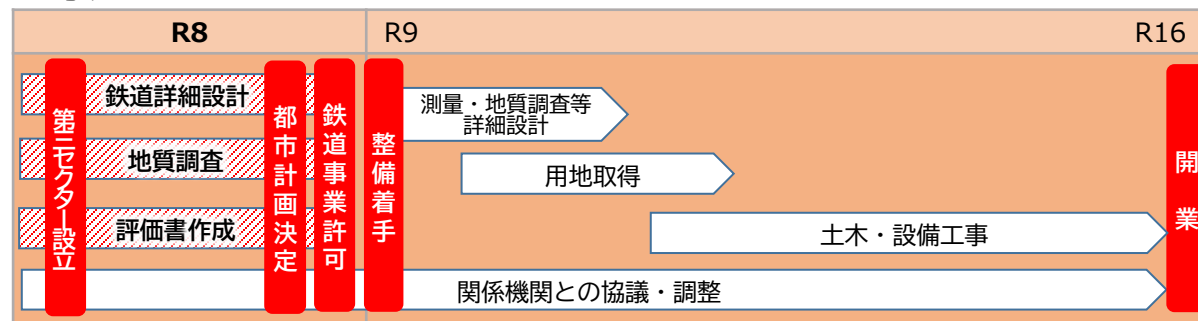 R8
R9
R16
第三セクター設立
鉄道詳細設計
地質調査
評価書作成
都市計画決定
鉄道事業許可
整備着手
測量・地質調査等
詳細設計
用地取得
土木・設備工事
関係機関との協議・調整
開業